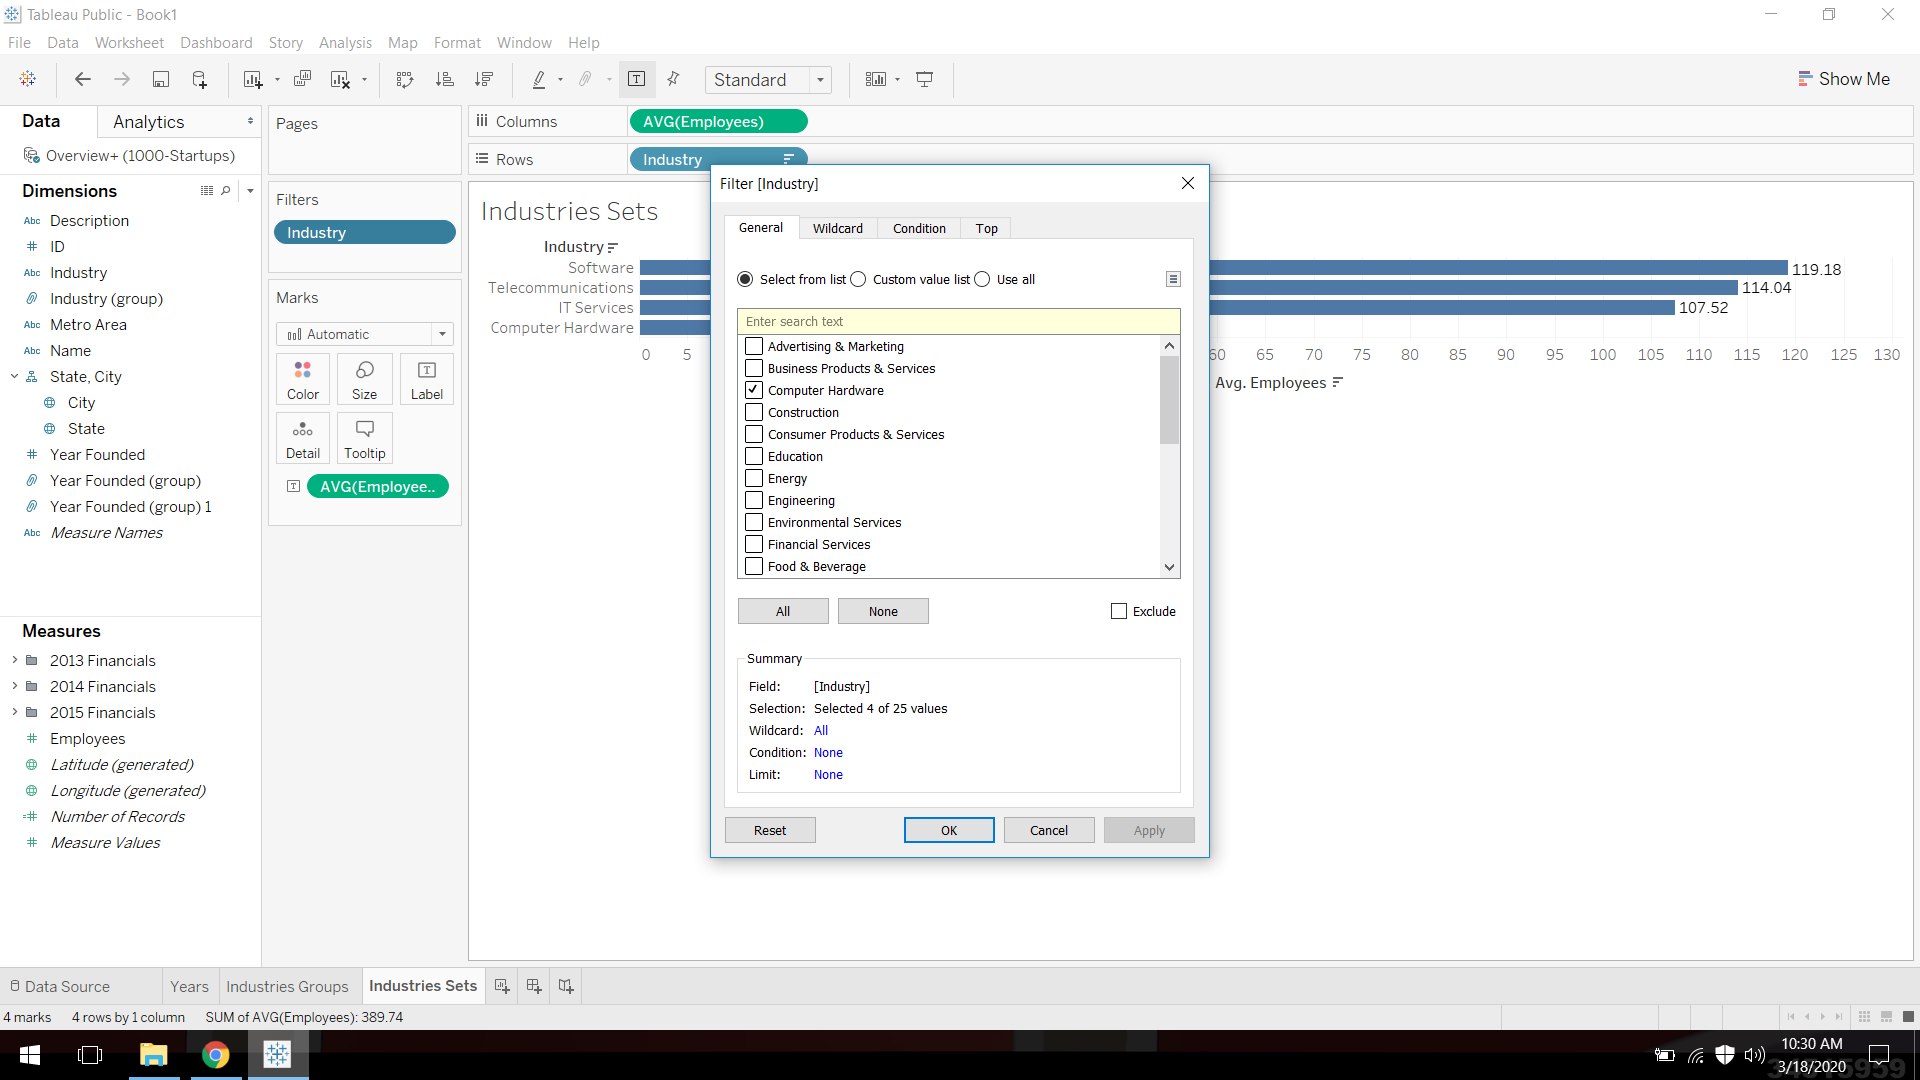 Tableau Public - Book1
File Data Worksheet Dashboard Story Analysis Map Format Window Help
Standard
Show Me
Data
Analytics
Overview+ (1000-Startups)
Dimensions
Abc Description
# ID
Abc Industry
Industry (group)
Abc Metro Area
Abc Name
State, City
City
State
# Year Founded
Year Founded (group)
Year Founded (group) 1
Abc Measure Names
Measures
2013 Financials
2014 Financials
2015 Financials
# Employees
Latitude (generated)
Longitude (generated)
=# Number of Records
# Measure Values
Pages
Filters
Industry
Marks
Automatic
Color Size Label
Detail Tooltip
AVG(Employee..
Columns
AVG(Employees)
Rows
Industry
Industries Sets
Industry
Software
119.18
Telecommunications
114.04
IT Services
107.52
Computer Hardware
0 5 60 65 70 75 80 85 90 95 100 105 110 115 120 125 130
Avg. Employees
Filter [Industry]
General Wildcard Condition Top
Select from list Custom value list Use all
Enter search text
Advertising & Marketing
Business Products & Services
Computer Hardware
Construction
Consumer Products & Services
Education
Energy
Engineering
Environmental Services
Financial Services
Food & Beverage
All None Exclude
Summary
Field: [Industry]
Selection: Selected 4 of 25 values
Wildcard: All
Condition: None
Limit: None
Reset OK Cancel Apply
Data Source Years Industries Groups Industries Sets
4 marks 4 rows by 1 column SUM of AVG(Employees): 389.74
10:30 AM
3/18/2020